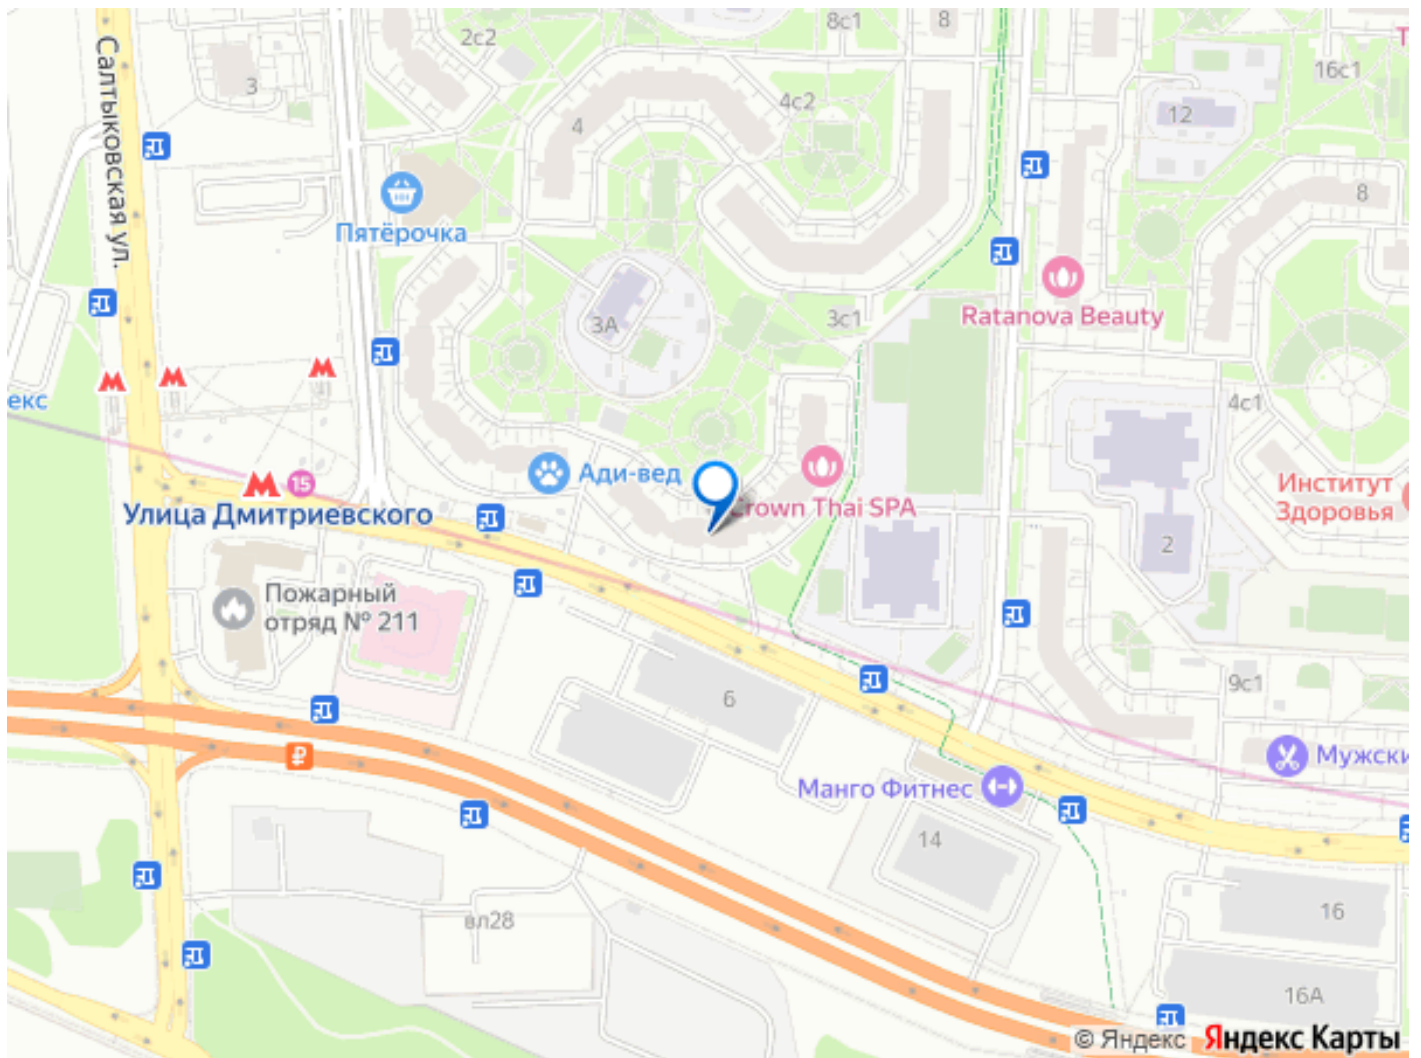 2с2
8с1
8
12
16с1
Салтыковская ул.
3
4
4с2
8
Пятёрочка
3А
3с1
Ratanova Beauty
екс
4с1
15
Улица Дмитриевского
Ади-вед
Crown Thai SPA
Институт
Здоровья
2
Пожарный
отряд № 211
6
9с1
Мужски
Манго Фитнес
14
вл28
16
16А
© Яндекс Яндекс Карты